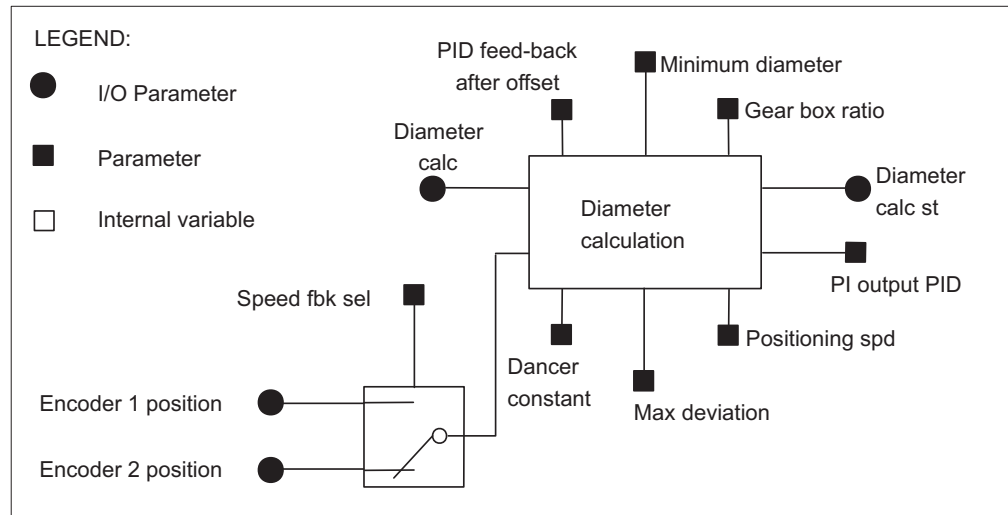 LEGEND:
I/O Parameter
Parameter
Internal variable
PID feed-back
after offset
Minimum diameter
Gear box ratio
Diameter
calc
Diameter
calculation
Diameter
calc st
PI output PID
Speed fbk sel
Positioning spd
Dancer
constant
Max deviation
Encoder 1 position
Encoder 2 position